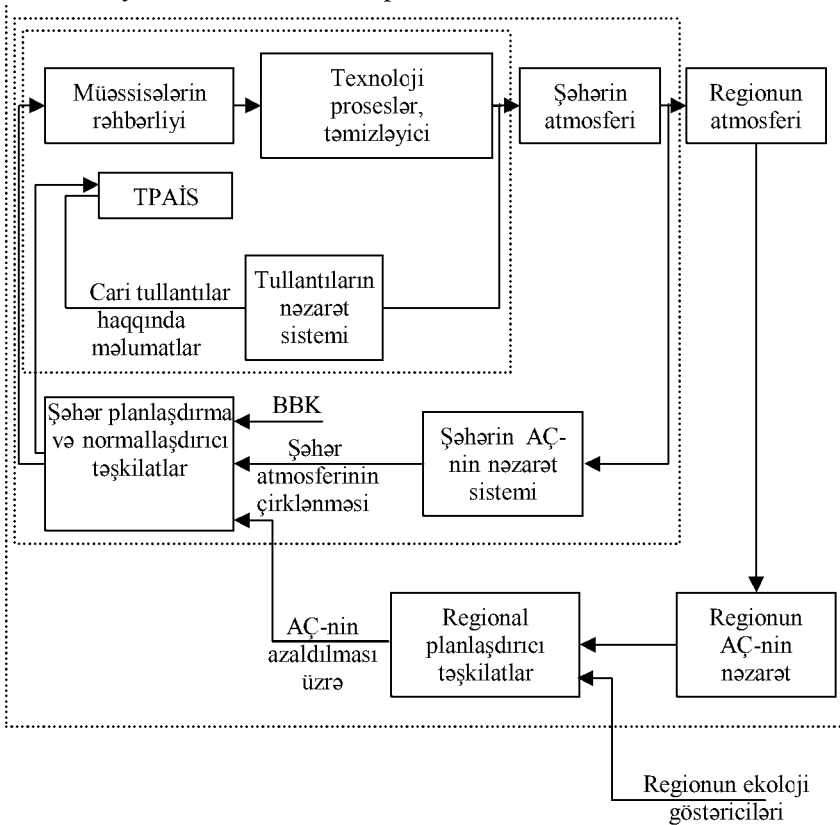 Müəssisələrin
rəhbərliyi
Texnoloji
proseslər,
təmizləyici
Şəhərin
atmosferi
Regionun
atmosferi
TPAİS
Cari tullantılar
haqqında
məlumatlar
Tullantıların
nəzarət
sistemi
Şəhər planlaşdırma
və normallaşdırıcı
təşkilatlar
BBK
Şəhər
atmosferinin
çirklənməsi
Şəhərin AÇ-
nin nəzarət
sistemi
AÇ-nin
azaldılması
üzrə
Regional
planlaşdırıcı
təşkilatlar
Regionun
AÇ-nin
nəzarət
Regionun ekoloji
göstəriciləri